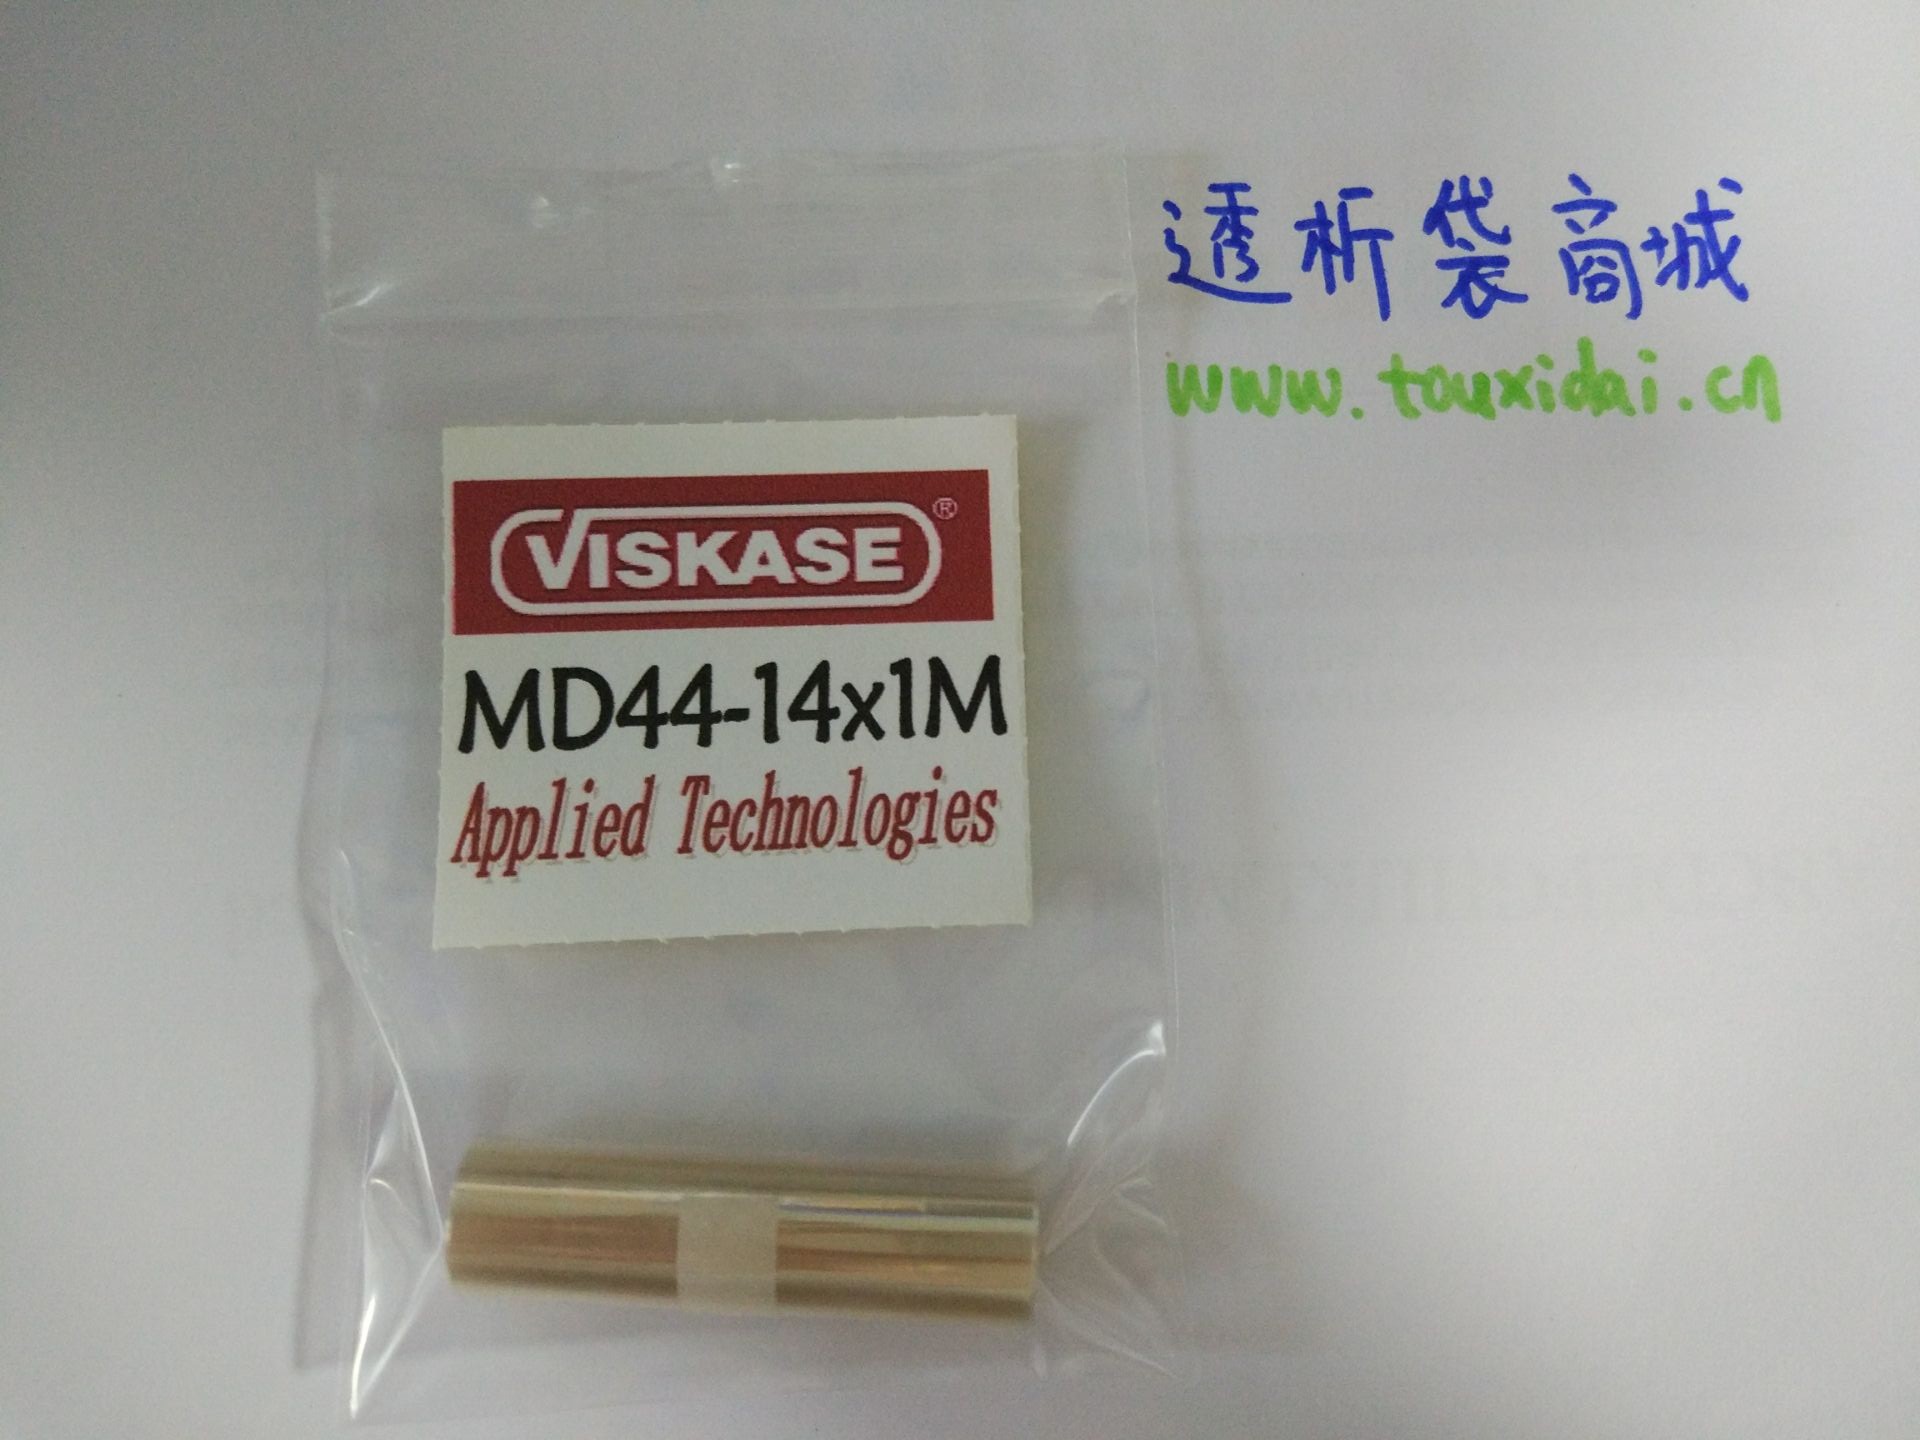 透析袋商城
www.touxidai.cn
VISKASE®
MD44-14x1M
Applied Technologies